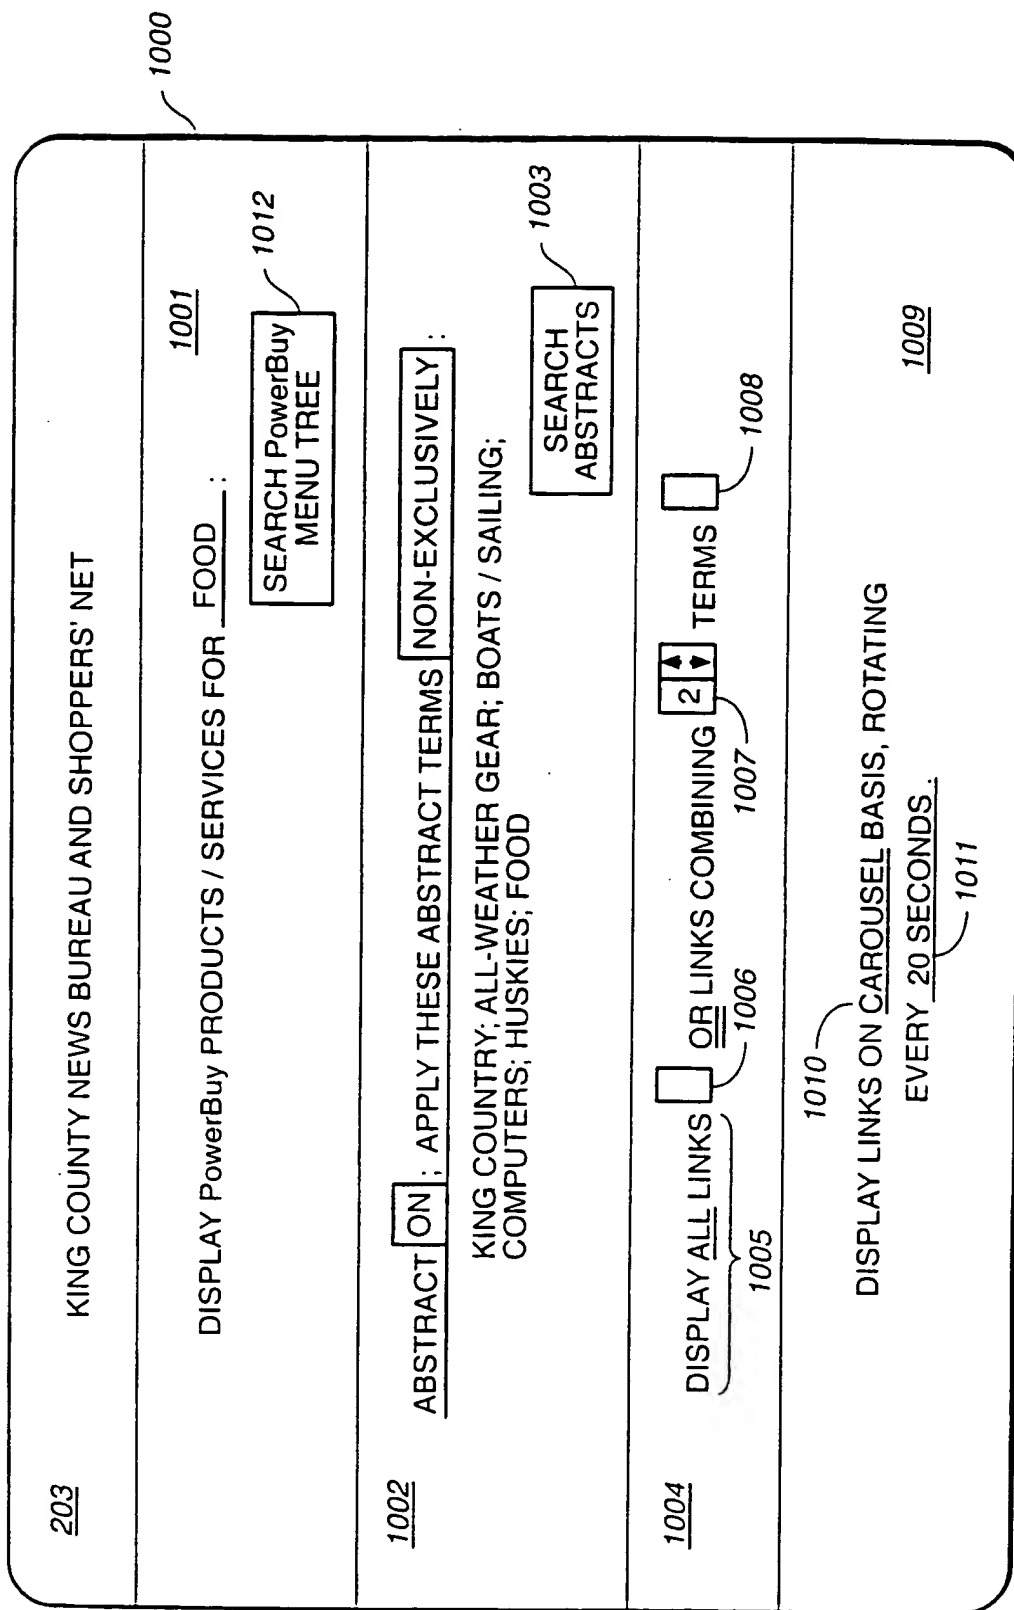 1000
203
KING COUNTY NEWS BUREAU AND SHOPPERS' NET
DISPLAY PowerBuy PRODUCTS / SERVICES FOR FOOD :
1001
SEARCH PowerBuy
MENU TREE
1012
1002
ABSTRACT ON ; APPLY THESE ABSTRACT TERMS NON-EXCLUSIVELY :
KING COUNTRY; ALL-WEATHER GEAR; BOATS / SAILING;
COMPUTERS; HUSKIES; FOOD
SEARCH
ABSTRACTS
1003
1004
DISPLAY ALL LINKS OR LINKS COMBINING 2 TERMS
1005
1006
1007
1008
1010
DISPLAY LINKS ON CAROUSEL BASIS, ROTATING
EVERY 20 SECONDS.
1011
1009